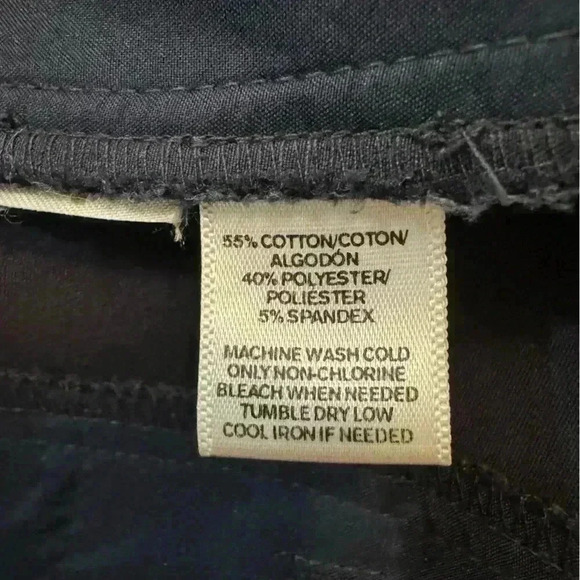 55% COTTON/COTON/
ALGODÓN
40% POLYESTER/
POLIÉSTER
5% SPANDEX
MACHINE WASH COLD
ONLY NON-CHLORINE
BLEACH WHEN NEEDED
TUMBLE DRY LOW
COOL IRON IF NEEDED